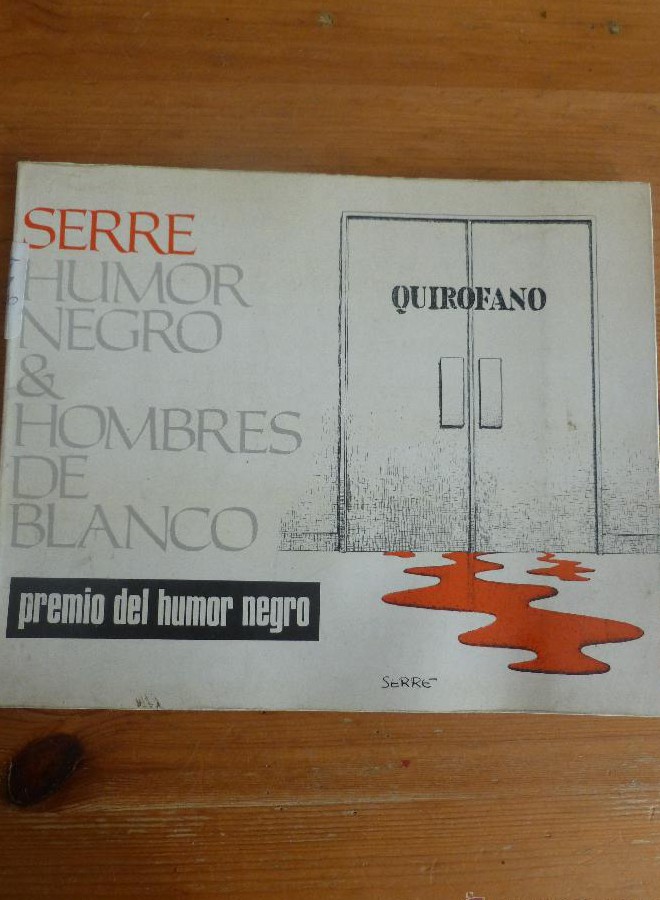 SERRE
HUMOR
NEGRO
&
HOMBRES
DE
BLANCO
premio del humor negro
QUIROFANO
SERRE